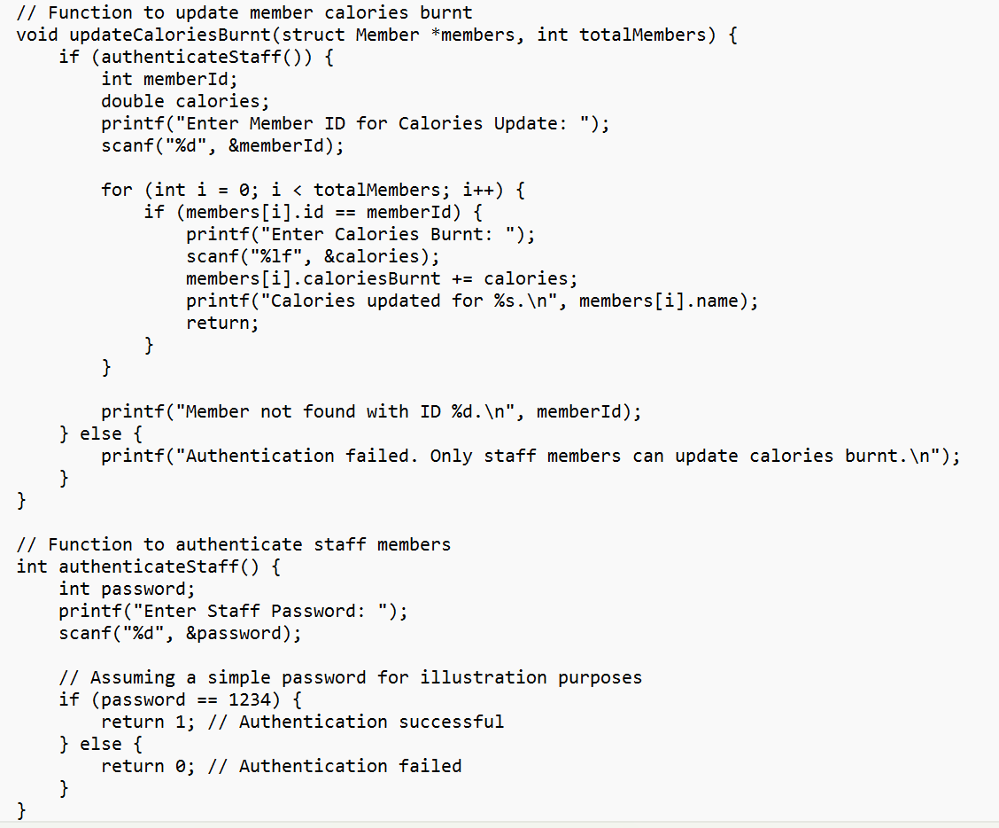 // Function to update member calories burnt
void updateCaloriesBurnt(struct Member *members, int totalMembers) {
    if (authenticateStaff()) {
        int memberId;
        double calories;
        printf("Enter Member ID for Calories Update: ");
        scanf("%d", &memberId);

        for (int i = 0; i < totalMembers; i++) {
            if (members[i].id == memberId) {
                printf("Enter Calories Burnt: ");
                scanf("%lf", &calories);
                members[i].caloriesBurnt += calories;
                printf("Calories updated for %s.\n", members[i].name);
                return;
            }
        }

        printf("Member not found with ID %d.\n", memberId);
    } else {
        printf("Authentication failed. Only staff members can update calories burnt.\n");
    }
}

// Function to authenticate staff members
int authenticateStaff() {
    int password;
    printf("Enter Staff Password: ");
    scanf("%d", &password);

    // Assuming a simple password for illustration purposes
    if (password == 1234) {
        return 1; // Authentication successful
    } else {
        return 0; // Authentication failed
    }
}